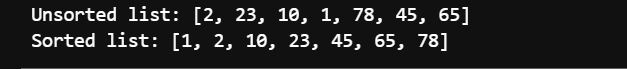 Unsorted list: [2, 23, 10, 1, 78, 45, 65]
Sorted list: [1, 2, 10, 23, 45, 65, 78]